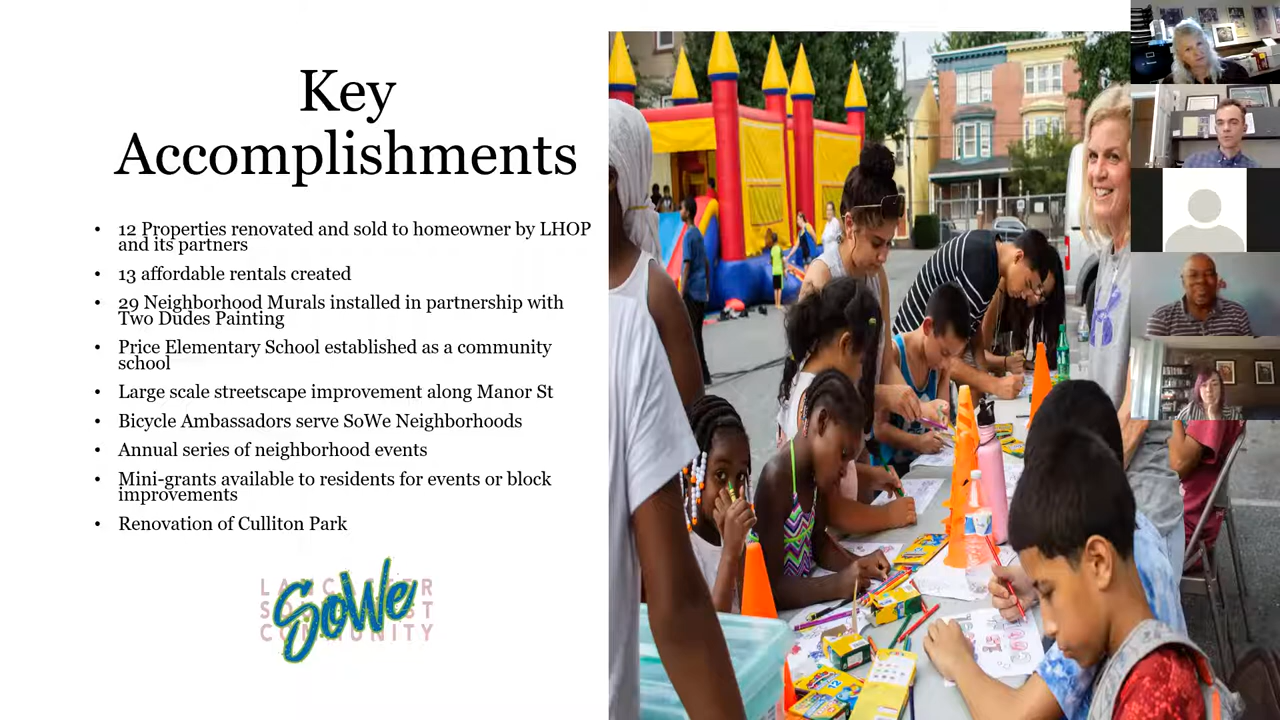 Key
Accomplishments
• 12 Properties renovated and sold to homeowner by LHOP
and its partners
• 13 affordable rentals created
• 29 Neighborhood Murals installed in partnership with
Two Dudes Painting
• Price Elementary School established as a community
school
• Large scale streetscape improvement along Manor St
• Bicycle Ambassadors serve SoWe Neighborhoods
• Annual series of neighborhood events
• Mini-grants available to residents for events or block
improvements
• Renovation of Culliton Park
SoWe
COMMUNITY